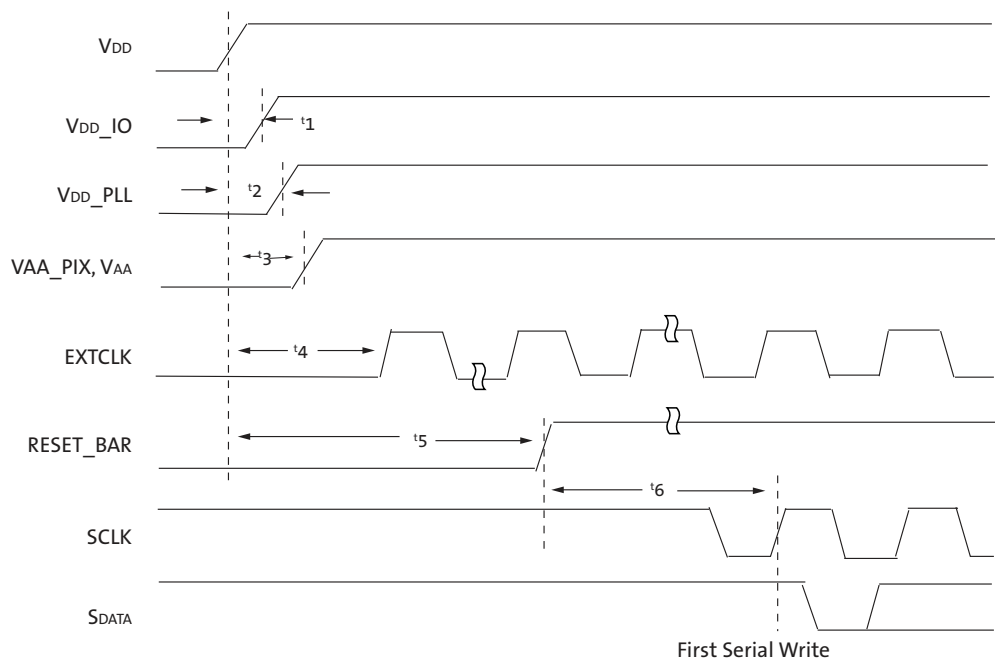 VDD
VDD_IO
t1
VDD_PLL
t2
VAA_PIX, VAA
t3
EXTCLK
t4
RESET_BAR
t5
t6
SCLK
SDATA
First Serial Write